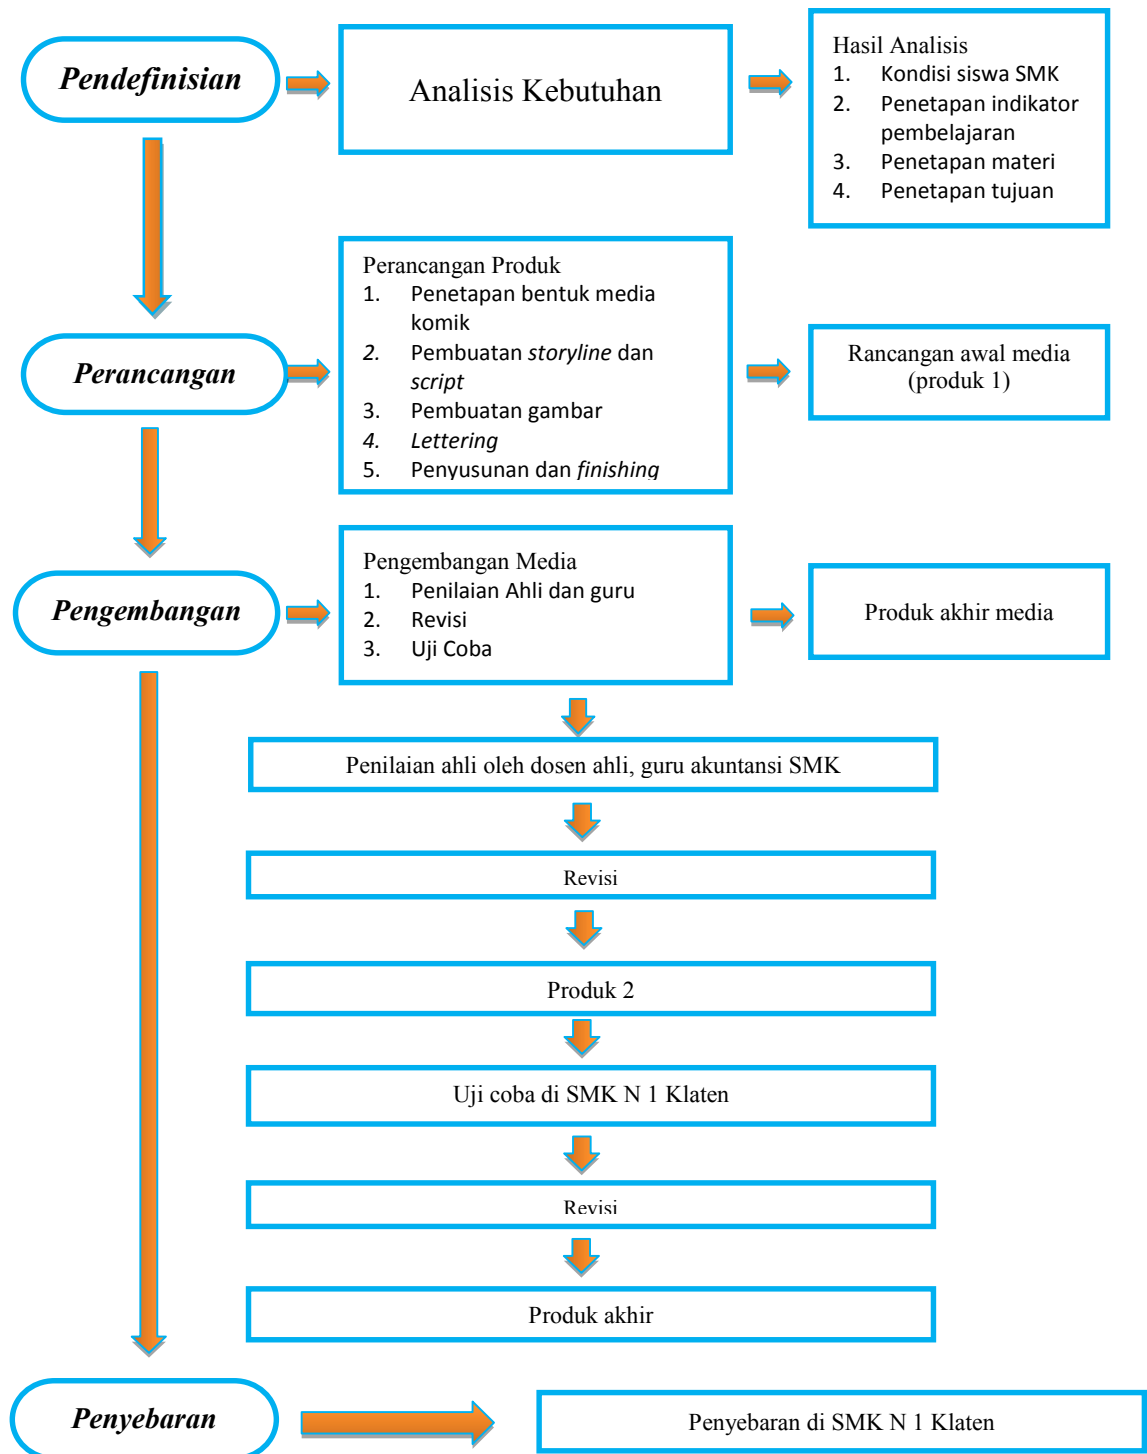 Pendefinisian
Analisis Kebutuhan
Hasil Analisis
1. Kondisi siswa SMK
2. Penetapan indikator
pembelajaran
3. Penetapan materi
4. Penetapan tujuan
Perancangan
Perancangan Produk
1. Penetapan bentuk media
komik
2. Pembuatan storyline dan
script
3. Pembuatan gambar
4. Lettering
5. Penyusunan dan finishing
Rancangan awal media
(produk 1)
Pengembangan
Pengembangan Media
1. Penilaian Ahli dan guru
2. Revisi
3. Uji Coba
Produk akhir media
Penilaian ahli oleh dosen ahli, guru akuntansi SMK
Revisi
Produk 2
Uji coba di SMK N 1 Klaten
Revisi
Produk akhir
Penyebaran
Penyebaran di SMK N 1 Klaten